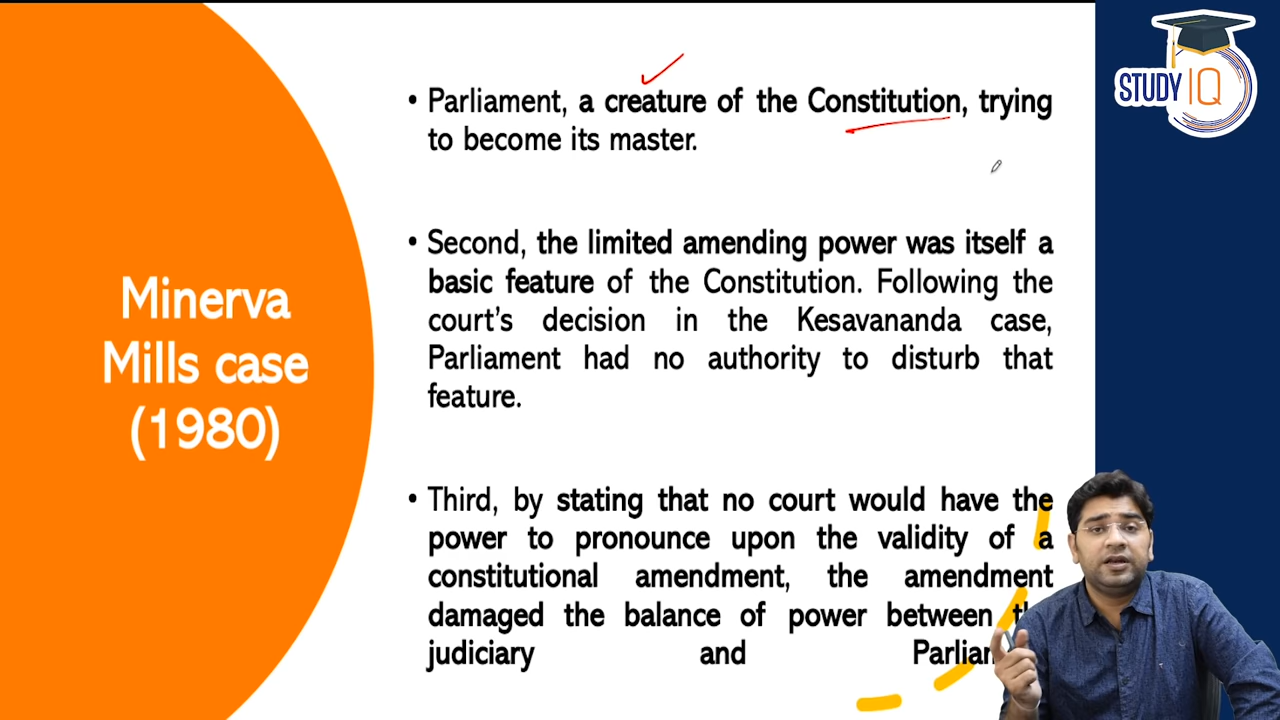 STUDY IQ
Minerva
Mills case
(1980)
• Parliament, a creature of the Constitution, trying
to become its master.
• Second, the limited amending power was itself a
basic feature of the Constitution. Following the
court's decision in the Kesavananda case,
Parliament had no authority to disturb that
feature.
• Third, by stating that no court would have the
power to pronounce upon the validity of a
constitutional amendment, the amendment
damaged the balance of power between
judiciary and